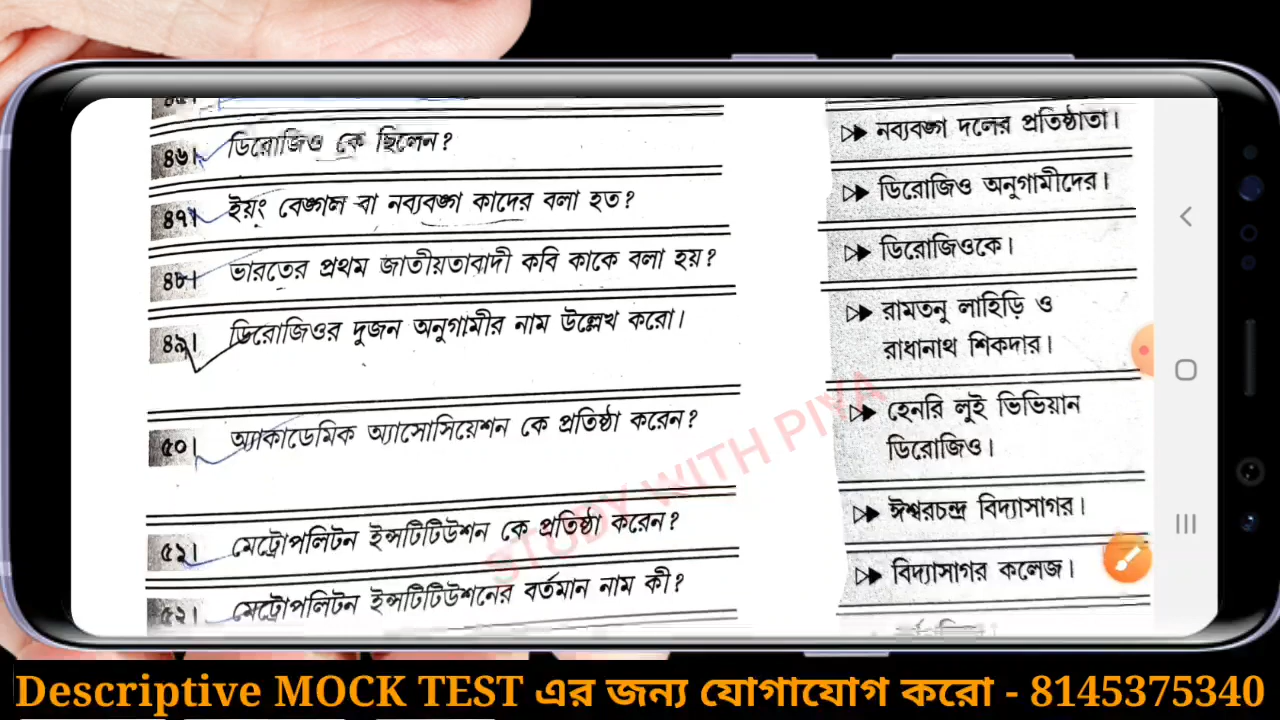 ৪৬। ডিরোজিও কে ছিলেন?
▶ নব্যবঙ্গ দলের প্রতিষ্ঠাতা।
৪৭। ইয়ং বেঙ্গল বা নব্যবঙ্গ কাদের বলা হত?
▶ ডিরোজিও অনুগামীদের।
৪৮। ভারতের প্রথম জাতীয়তাবাদী কবি কাকে বলা হয়?
▶ ডিরোজিওকে।
৪৯। ডিরোজিওর দুজন অনুগামীর নাম উল্লেখ করো।
▶ রামতনু লাহিড়ি ও
রাধানাথ শিকদার।
৫০। অ্যাকাডেমিক অ্যাসোসিয়েশন কে প্রতিষ্ঠা করেন?
▶ হেনরি লুই ভিভিয়ান
ডিরোজিও।
মেট্রোপলিটন ইন্সটিটিউশন কে প্রতিষ্ঠা করেন?
▶ ঈশ্বরচন্দ্র বিদ্যাসাগর।
৫২। মেট্রোপলিটন ইন্সটিটিউশনের বর্তমান নাম কী?
▶ বিদ্যাসাগর কলেজ।
STUDY WITH PIYA
Descriptive MOCK TEST এর জন্য যোগাযোগ করো - 8145375340